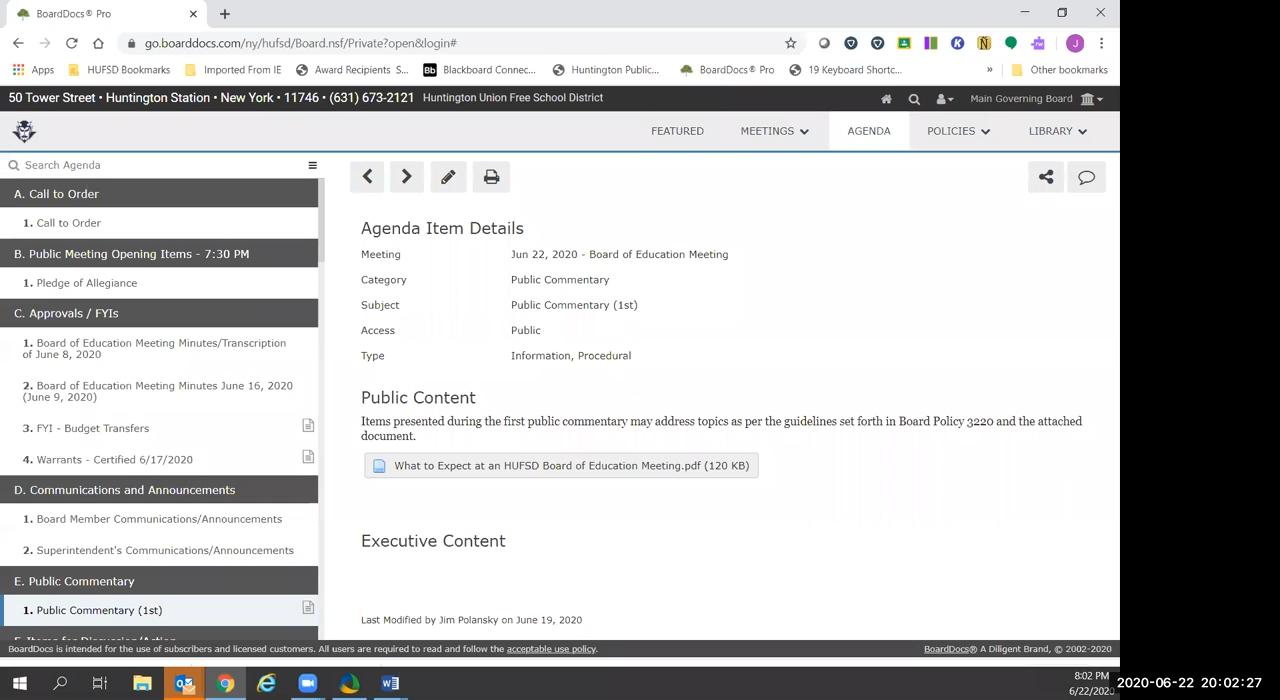 BoardDocs® Pro
go.boarddocs.com/ny/hufsd/Board.nsf/Private?open&login#
Apps
HUFSD Bookmarks
Imported From IE
Award Recipients S...
Bb
Blackboard Connec...
Huntington Public...
BoardDocs® Pro
19 Keyboard Shortc...
»
Other bookmarks
50 Tower Street • Huntington Station • New York • 11746 • (631) 673-2121 Huntington Union Free School District
Main Governing Board
FEATURED MEETINGS AGENDA POLICIES LIBRARY
Search Agenda
A. Call to Order
1. Call to Order
B. Public Meeting Opening Items - 7:30 PM
1. Pledge of Allegiance
C. Approvals / FYIs
1. Board of Education Meeting Minutes/Transcription
of June 8, 2020
2. Board of Education Meeting Minutes June 16, 2020
(June 9, 2020)
3. FYI - Budget Transfers
4. Warrants - Certified 6/17/2020
D. Communications and Announcements
1. Board Member Communications/Announcements
2. Superintendent's Communications/Announcements
E. Public Commentary
1. Public Commentary (1st)
F. Items for Discussion/Action
Agenda Item Details
Meeting Jun 22, 2020 - Board of Education Meeting
Category Public Commentary
Subject Public Commentary (1st)
Access Public
Type Information, Procedural
Public Content
Items presented during the first public commentary may address topics as per the guidelines set forth in Board Policy 3220 and the attached
document.
What to Expect at an HUFSD Board of Education Meeting.pdf (120 KB)
Executive Content
Last Modified by Jim Polansky on June 19, 2020
BoardDocs is intended for the use of subscribers and licensed customers. All users are required to read and follow the acceptable use policy.
BoardDocs® A Diligent Brand, © 2002-2020
8:02 PM
6/22/2020
2020-06-22 20:02:27